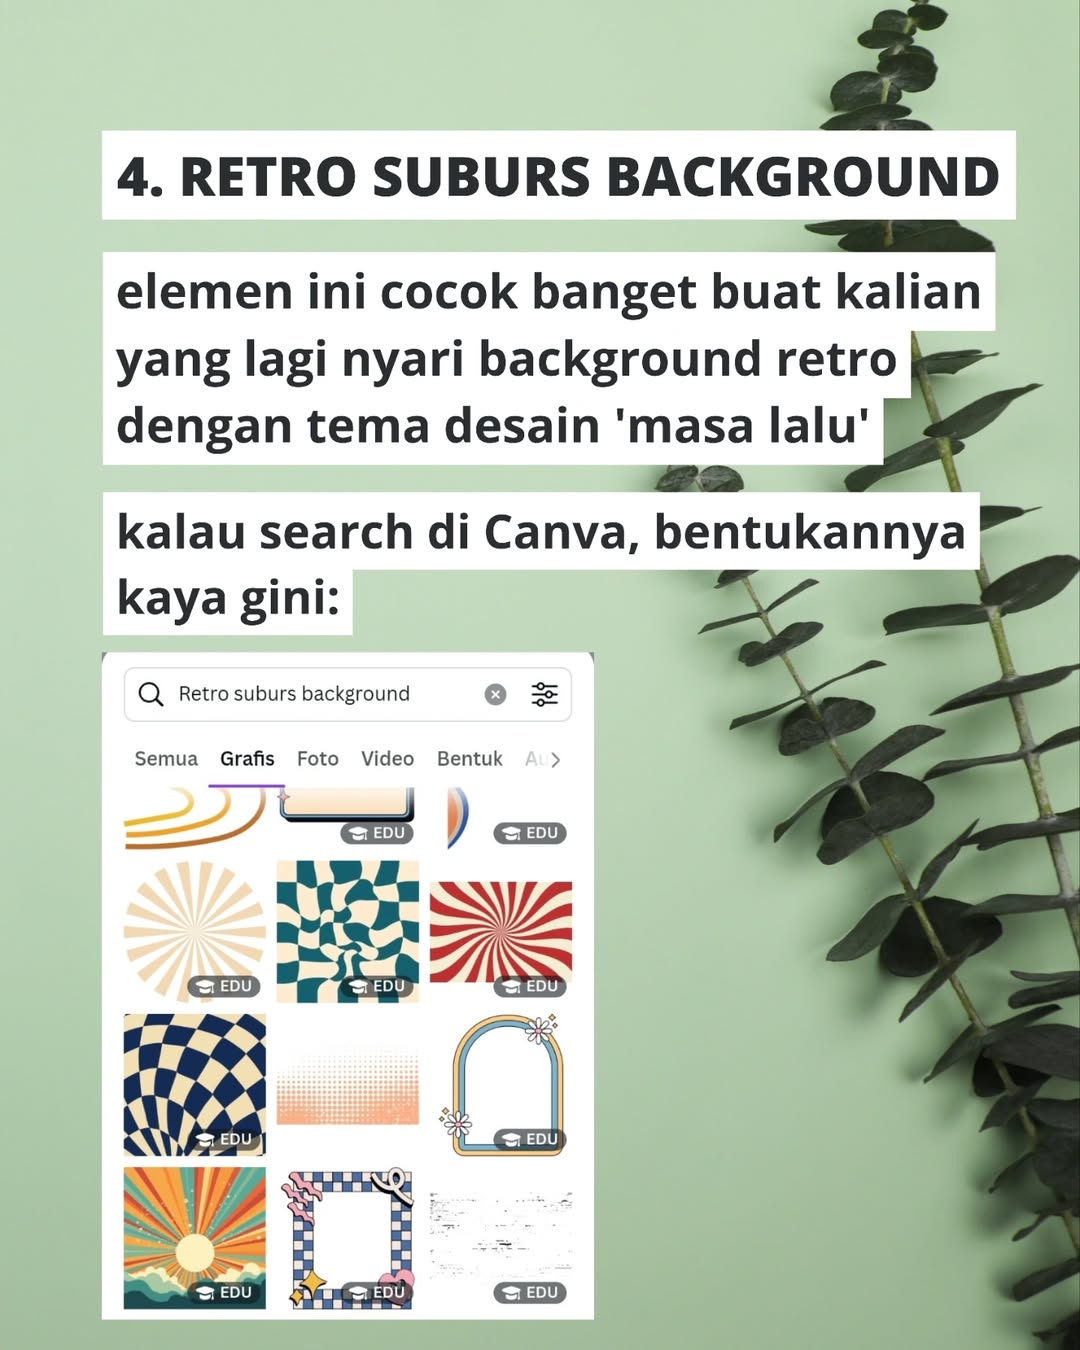 4. RETRO SUBURS BACKGROUND
elemen ini cocok banget buat kalian
yang lagi nyari background retro
dengan tema desain 'masa lalu'
kalau search di Canva, bentukannya
kaya gini:
Retro suburs background
Semua Grafis Foto Video Bentuk Au
EDU EDU
EDU EDU EDU
EDU EDU
EDU EDU EDU